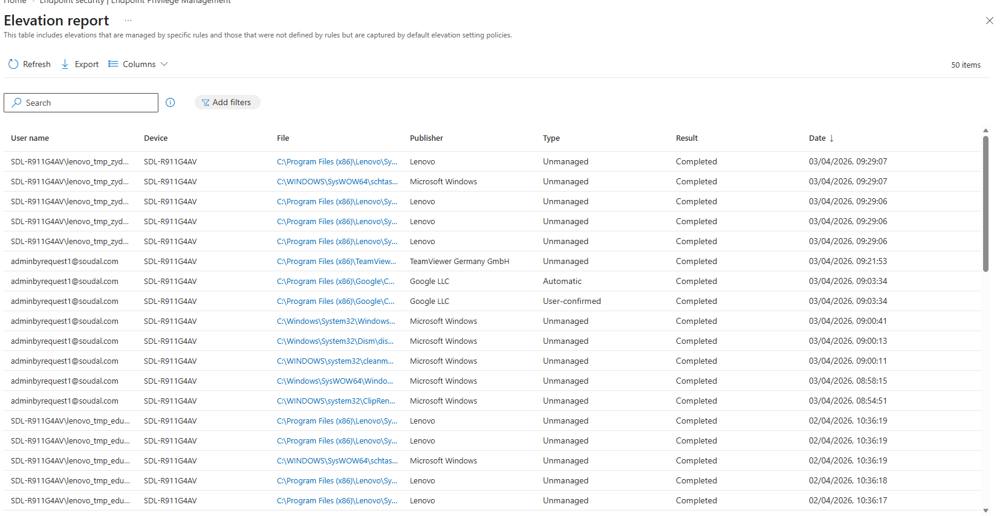 Home > Endpoint security | Endpoint Privilege Management
Elevation report ...
This table includes elevations that are managed by specific rules and those that were not defined by rules but are captured by default elevation setting policies.
Refresh Export Columns 50 items
Search Add filters
User name Device File Publisher Type Result Date ↓
SDL-R911G4AV\lenovo_tmp_zyd... SDL-R911G4AV C:\Program Files (x86)\Lenovo\Sy... Lenovo Unmanaged Completed 03/04/2026, 09:29:07
SDL-R911G4AV\lenovo_tmp_zyd... SDL-R911G4AV C:\WINDOWS\SysWOW64\schtas... Microsoft Windows Unmanaged Completed 03/04/2026, 09:29:07
SDL-R911G4AV\lenovo_tmp_zyd... SDL-R911G4AV C:\Program Files (x86)\Lenovo\Sy... Lenovo Unmanaged Completed 03/04/2026, 09:29:06
SDL-R911G4AV\lenovo_tmp_zyd... SDL-R911G4AV C:\Program Files (x86)\Lenovo\Sy... Lenovo Unmanaged Completed 03/04/2026, 09:29:06
SDL-R911G4AV\lenovo_tmp_zyd... SDL-R911G4AV C:\Program Files (x86)\Lenovo\Sy... Lenovo Unmanaged Completed 03/04/2026, 09:29:06
adminbyrequest1@soudal.com SDL-R911G4AV C:\Program Files (x86)\TeamView... TeamViewer Germany GmbH Unmanaged Completed 03/04/2026, 09:21:53
adminbyrequest1@soudal.com SDL-R911G4AV C:\Program Files (x86)\Google\C... Google LLC Automatic Completed 03/04/2026, 09:03:34
adminbyrequest1@soudal.com SDL-R911G4AV C:\Program Files (x86)\Google\C... Google LLC User-confirmed Completed 03/04/2026, 09:03:34
adminbyrequest1@soudal.com SDL-R911G4AV C:\Windows\System32\Windows... Microsoft Windows Unmanaged Completed 03/04/2026, 09:00:41
adminbyrequest1@soudal.com SDL-R911G4AV C:\Windows\System32\Dism\dis... Microsoft Windows Unmanaged Completed 03/04/2026, 09:00:13
adminbyrequest1@soudal.com SDL-R911G4AV C:\WINDOWS\system32\cleanm... Microsoft Windows Unmanaged Completed 03/04/2026, 09:00:11
adminbyrequest1@soudal.com SDL-R911G4AV C:\Windows\SysWOW64\Windo... Microsoft Windows Unmanaged Completed 03/04/2026, 08:58:15
adminbyrequest1@soudal.com SDL-R911G4AV C:\WINDOWS\system32\ClipRen... Microsoft Windows Unmanaged Completed 03/04/2026, 08:54:51
SDL-R911G4AV\lenovo_tmp_edu... SDL-R911G4AV C:\Program Files (x86)\Lenovo\Sy... Lenovo Unmanaged Completed 02/04/2026, 10:36:19
SDL-R911G4AV\lenovo_tmp_edu... SDL-R911G4AV C:\Program Files (x86)\Lenovo\Sy... Lenovo Unmanaged Completed 02/04/2026, 10:36:19
SDL-R911G4AV\lenovo_tmp_edu... SDL-R911G4AV C:\WINDOWS\SysWOW64\schtas... Microsoft Windows Unmanaged Completed 02/04/2026, 10:36:19
SDL-R911G4AV\lenovo_tmp_edu... SDL-R911G4AV C:\Program Files (x86)\Lenovo\Sy... Lenovo Unmanaged Completed 02/04/2026, 10:36:18
SDL-R911G4AV\lenovo_tmp_edu... SDL-R911G4AV C:\Program Files (x86)\Lenovo\Sy... Lenovo Unmanaged Completed 02/04/2026, 10:36:17